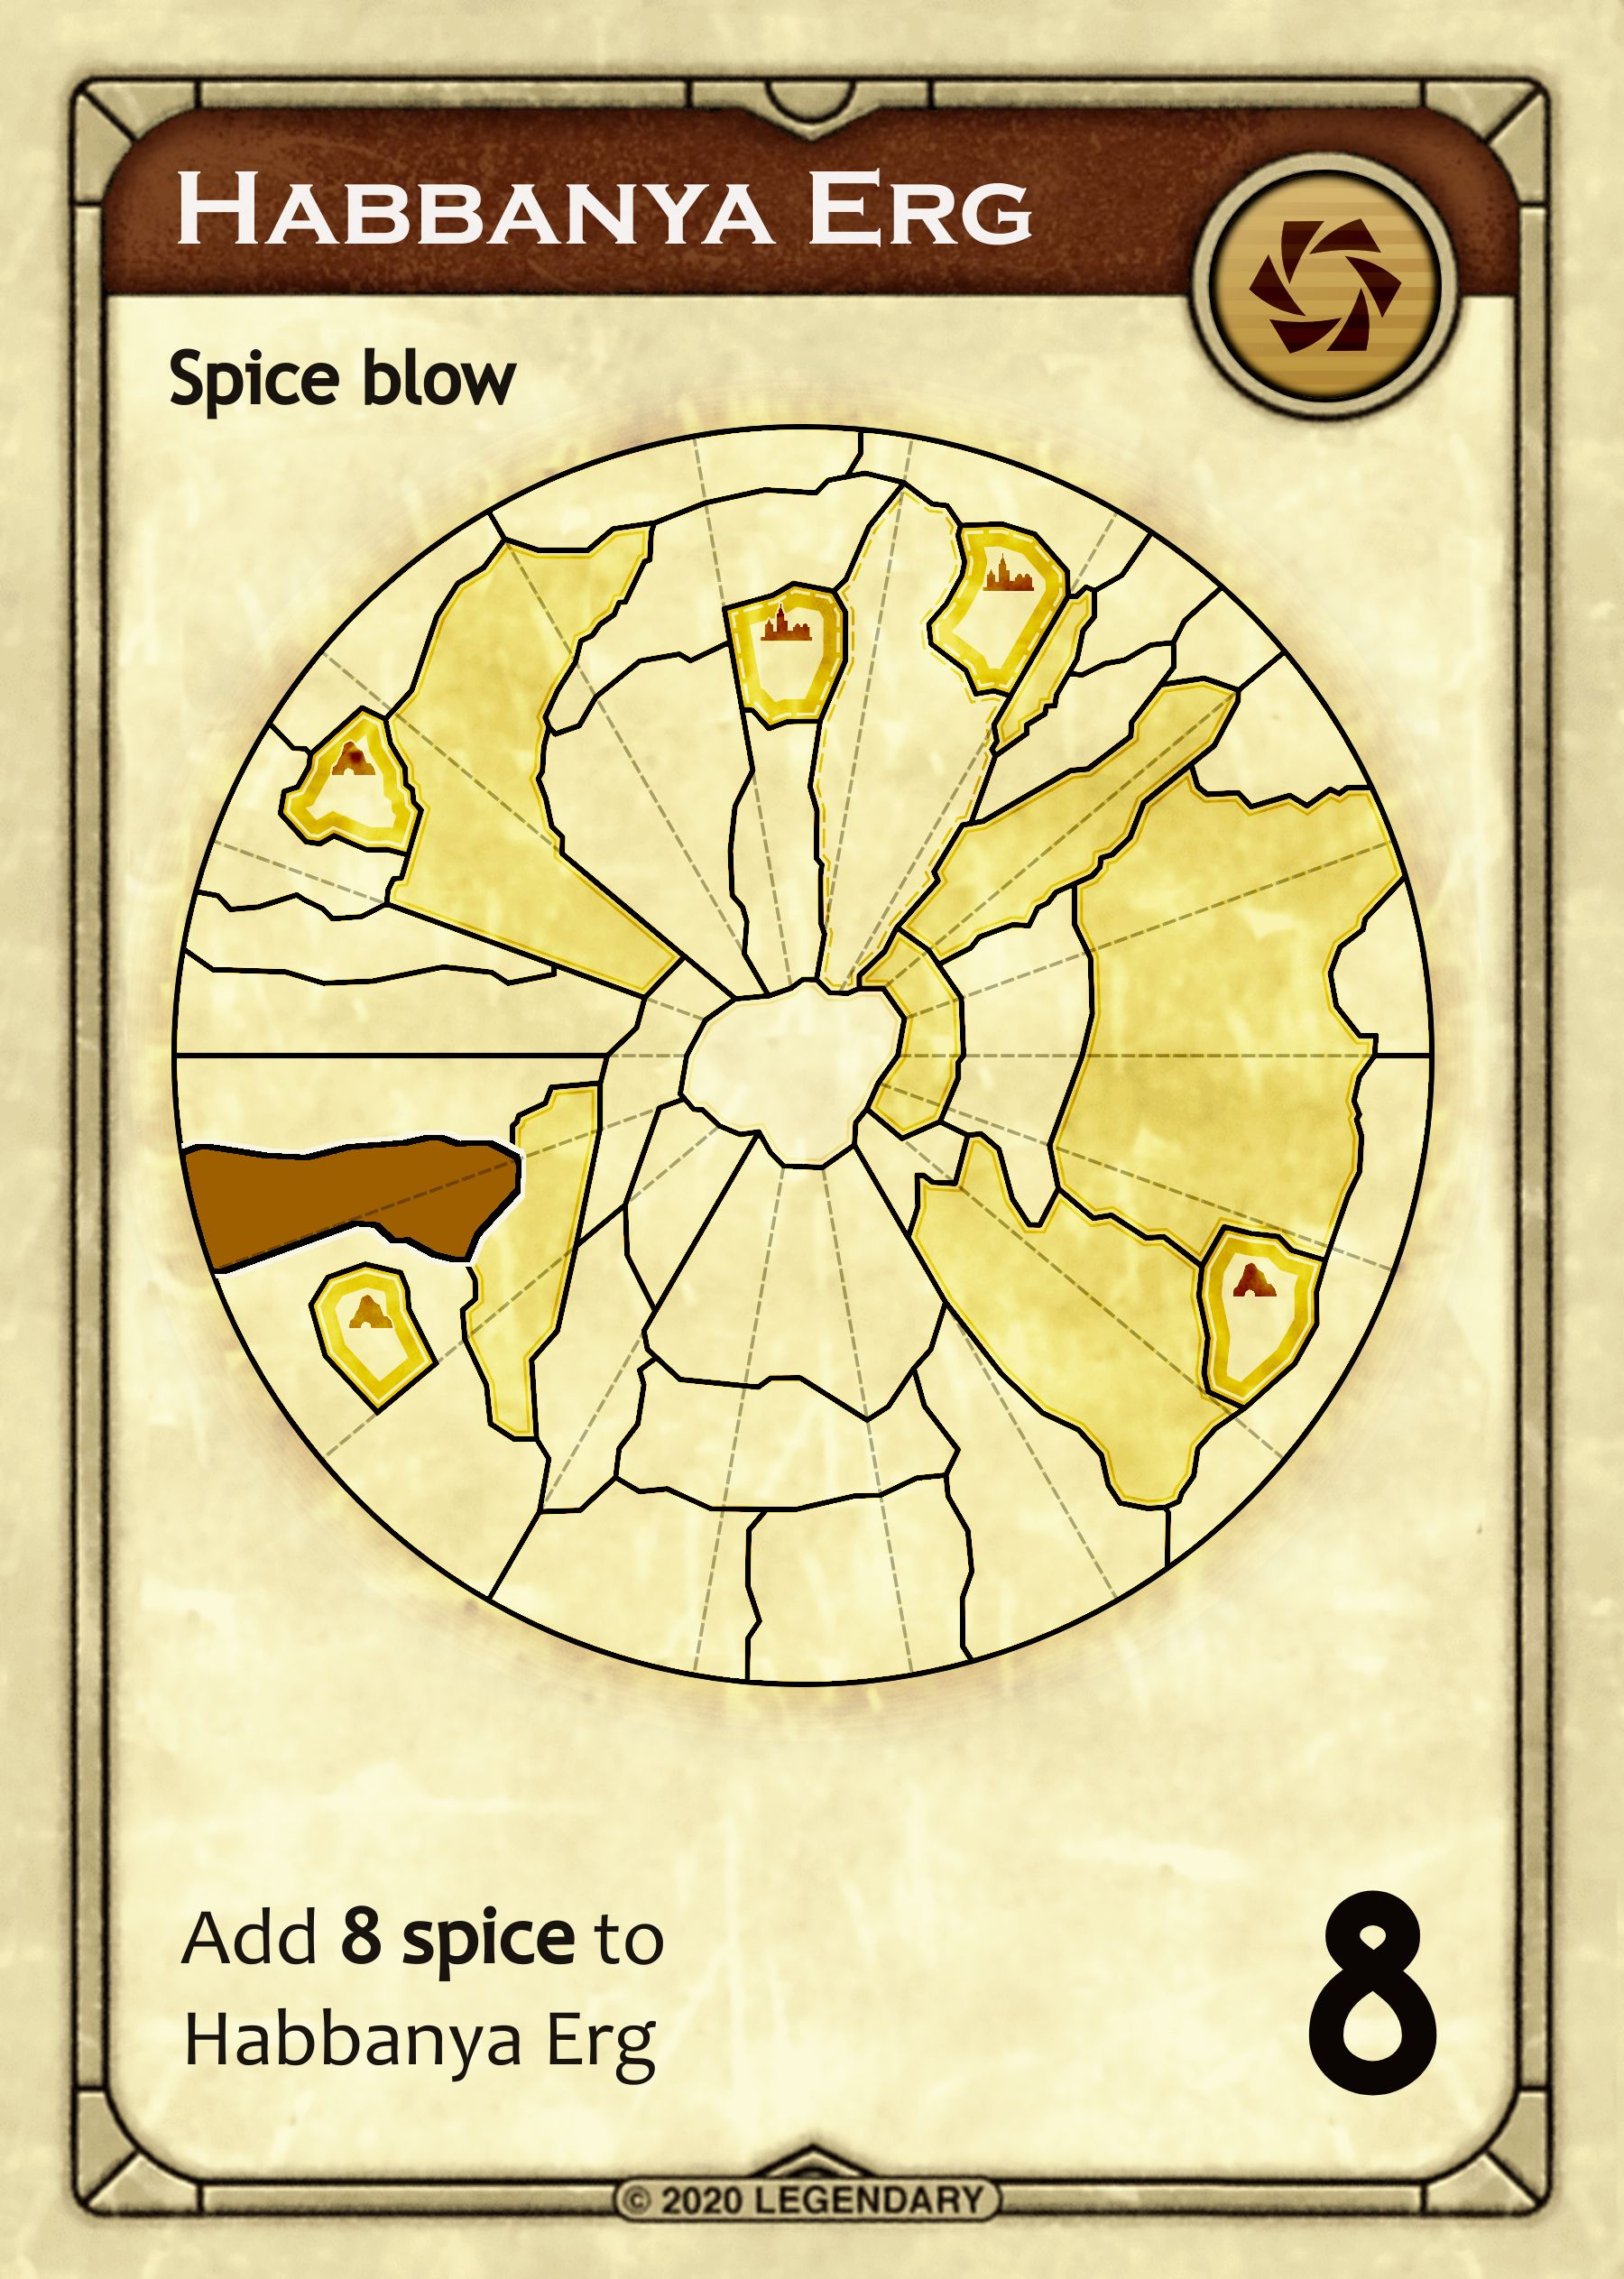 HABBANYA ERG
Spice blow
Add 8 spice to
Habbanya Erg
8
© 2020 LEGENDARY